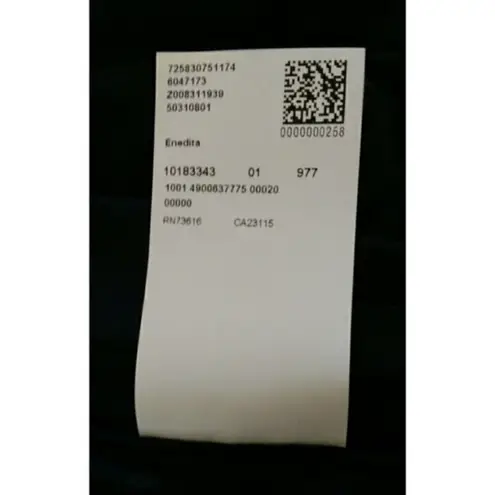 725830751174
6047173
Z008311939
50310801
0000000258
Enedita
10183343 01 977
1001 4900637775 00020
00000
RN73616 CA23115